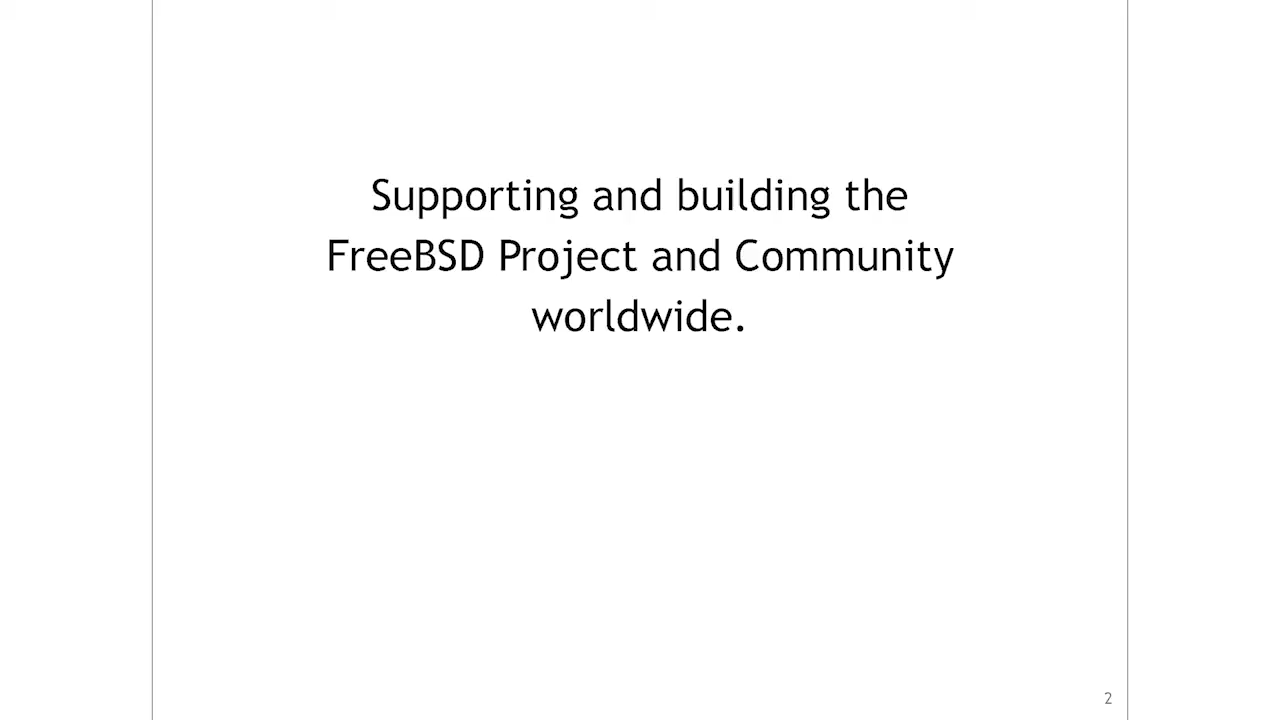 Supporting and building the
FreeBSD Project and Community
worldwide.
2